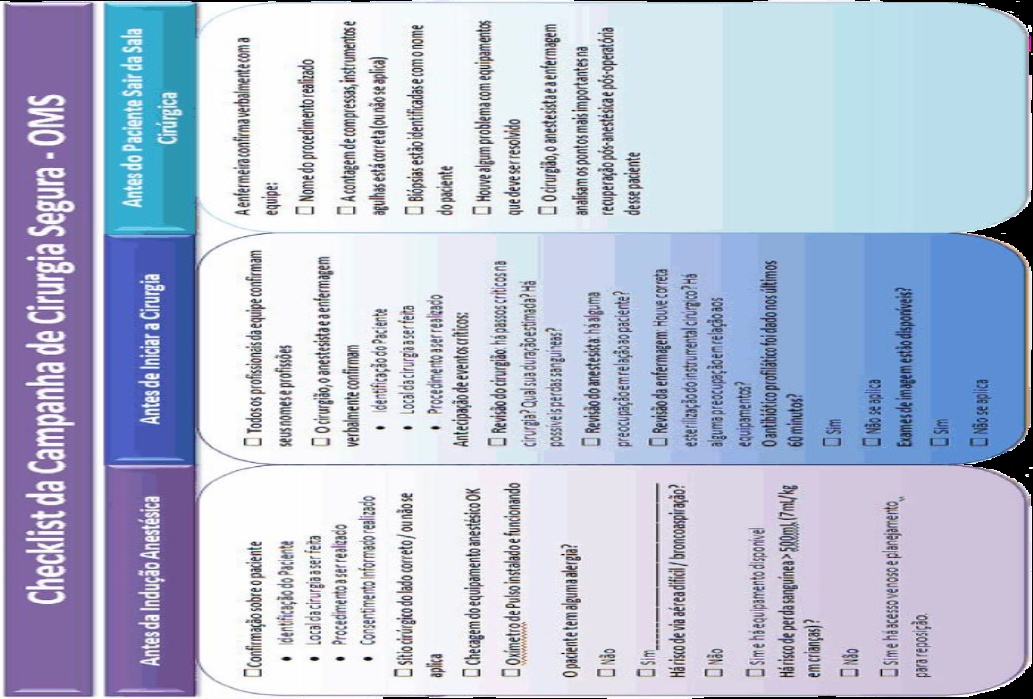 Checklist da Campanha de Cirurgia Segura - OMS
Antes da Indução Anestésica
☐ Confirmação sobre o paciente
• Identificação do Paciente
• Local da cirurgia a ser feita
• Procedimento a ser realizado
• Consentimento Informado realizado
☐ Sítio cirúrgico do lado correto / ou não se
aplica
☐ Checagem do equipamento anestésico OK
☐ Oxímetro de Pulso instalado e funcionando
O paciente tem alguma alergia?
☐ Não
☐ Sim____________________
Há risco de via aérea difícil / broncoaspiração?
☐ Não
☐ Sim e há equipamento disponível
Há risco de perda sanguínea > 500mL (7mL/kg
em crianças)?
☐ Não
☐ Sim e há acesso venoso e planejamento
para reposição.
Antes de Iniciar a Cirurgia
☐ Todos os profissionais da equipe confirmam
seus nomes e profissões
☐ O cirurgião, o anestesista e a enfermagem
verbalmente confirmam
• Identificação do Paciente
• Local da cirurgia a ser feita
• Procedimento a ser realizado
Antecipação de eventos críticos:
☐ Revisão do cirurgião: há passos críticos na
cirurgia? Qual sua duração estimada? Há
possíveis perdas sanguíneas?
☐ Revisão do anestesista: há alguma
preocupação em relação ao paciente?
☐ Revisão da enfermagem: Houve correta
esterilização do instrumental cirúrgico? Há
alguma preocupação em relação aos
equipamentos?
O antibiótico profilático foi dado nos últimos
60 minutos?
☐ Sim
☐ Não se aplica
Exames de imagem estão disponíveis?
☐ Sim
☐ Não se aplica
Antes do Paciente Sair da Sala
Cirúrgica
A enfermeira confirma verbalmente com a
equipe:
☐ Nome do procedimento realizado
☐ A contagem de compressas, instrumentos e
agulhas está correta (ou não se aplica)
☐ Biópsias estão identificadas e com o nome
do paciente
☐ Houve algum problema com equipamentos
que deve ser resolvido
☐ O cirurgião, o anestesista e a enfermagem
analisam os pontos mais importantes na
recuperação pós-anestésica e pós-operatória
desse paciente